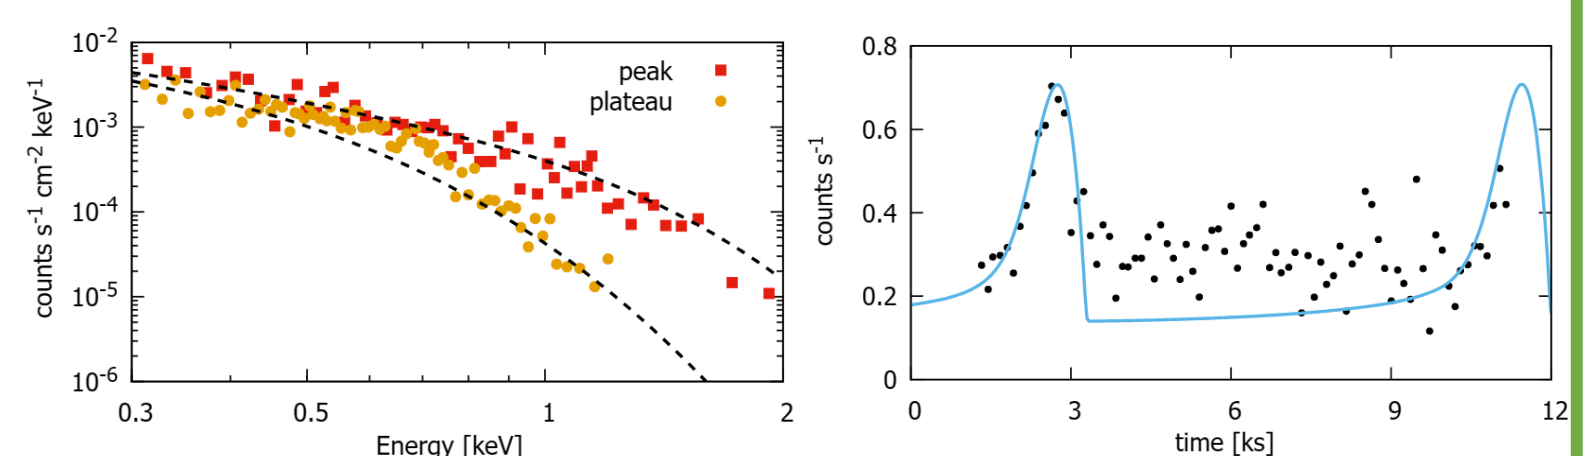 10-2
10-3
10-4
10-5
10-6
counts s-1 cm-2 keV-1
peak
plateau
0.3 0.5 1 2
Energy [keV]
0.8
0.6
0.4
0.2
0
counts s-1
0 3 6 9 12
time [ks]